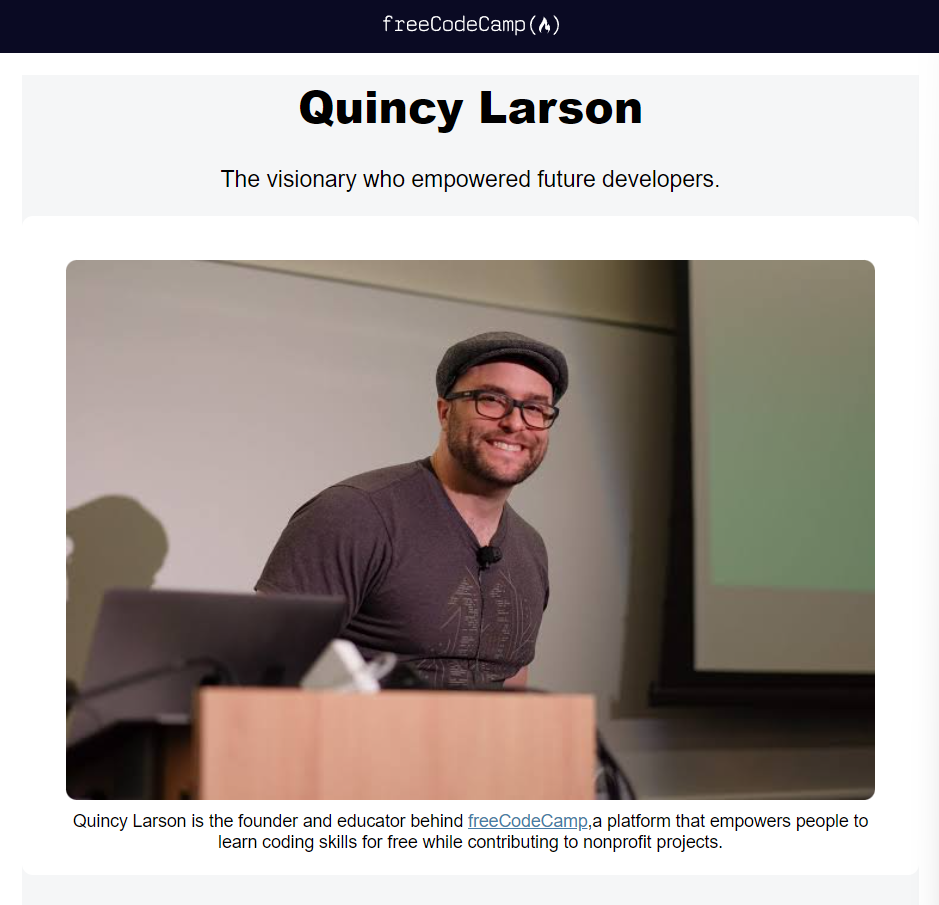 freeCodeCamp(🔥)
Quincy Larson
The visionary who empowered future developers.
Quincy Larson is the founder and educator behind freeCodeCamp,a platform that empowers people to
learn coding skills for free while contributing to nonprofit projects.